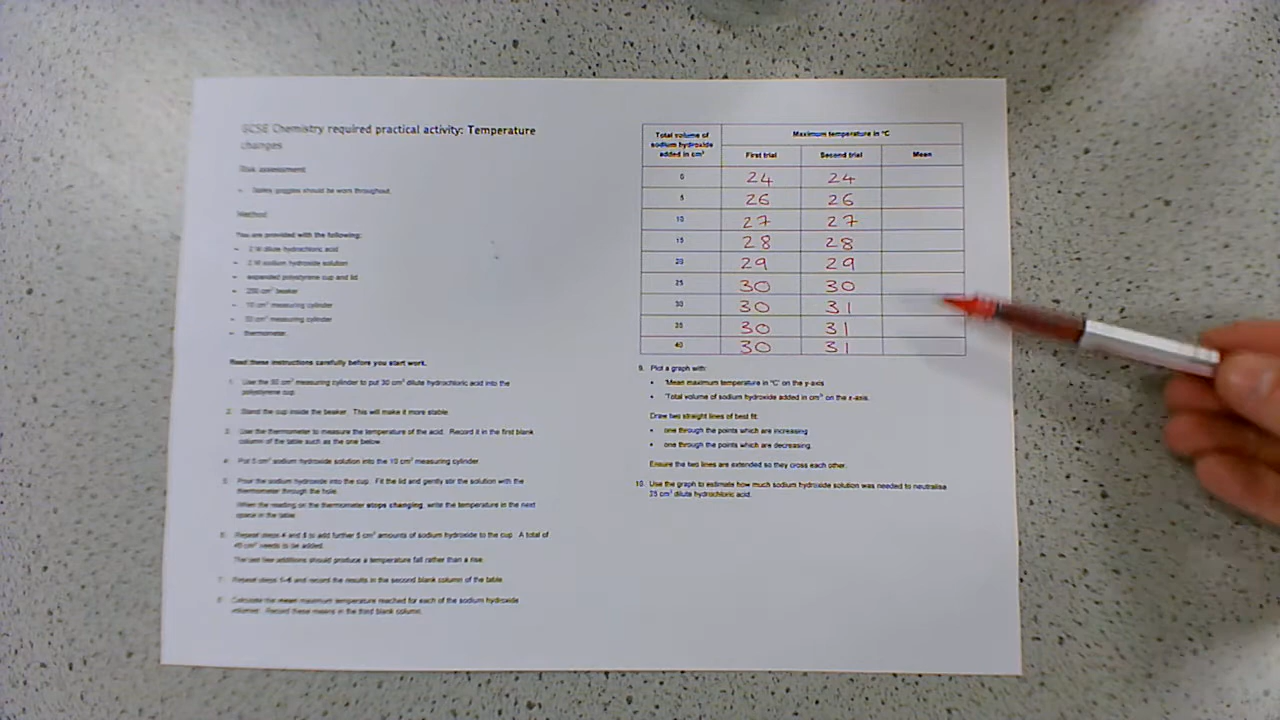 GCSE Chemistry required practical activity: Temperature
changes
Risk assessment
• Safety goggles should be worn throughout.
Method
You are provided with the following:
• 2 M dilute hydrochloric acid
• 2 M sodium hydroxide solution
• expanded polystyrene cup and lid
• 250 cm³ beaker
• 10 cm³ measuring cylinder
• 50 cm³ measuring cylinder
• thermometer
Read these instructions carefully before you start work.
1. Use the 50 cm³ measuring cylinder to put 30 cm³ dilute hydrochloric acid into the
polystyrene cup.
2. Stand the cup inside the beaker. This will make it more stable.
3. Use the thermometer to measure the temperature of the acid. Record it in the first blank
column of the table such as the one below.
4. Put 5 cm³ sodium hydroxide solution into the 10 cm³ measuring cylinder
5. Pour the sodium hydroxide into the cup. Fit the lid and gently stir the solution with the
thermometer through the hole.
When the reading on the thermometer stops changing, write the temperature in the next
space in the table.
6. Repeat steps 4 and 5 to add further 5 cm³ amounts of sodium hydroxide to the cup. A total of
40 cm³ needs to be added.
The last few additions should produce a temperature fall rather than a rise.
7. Repeat steps 1–6 and record the results in the second blank column of the table.
8. Calculate the mean maximum temperature reached for each of the sodium hydroxide
volumes. Record these means in the third blank column.
Total volume of
sodium hydroxide
added in cm³
Maximum temperature in °C
First trial Second trial Mean
0 24 24
5 26 26
10 27 27
15 28 28
20 29 29
25 30 30
30 30 31
35 30 31
40 30 31
9. Plot a graph with:
• 'Mean maximum temperature in °C' on the y-axis
• 'Total volume of sodium hydroxide added in cm³ on the x-axis.
Draw two straight lines of best fit:
• one through the points which are increasing
• one through the points which are decreasing.
Ensure the two lines are extended so they cross each other.
10. Use the graph to estimate how much sodium hydroxide solution was needed to neutralise
25 cm³ dilute hydrochloric acid.